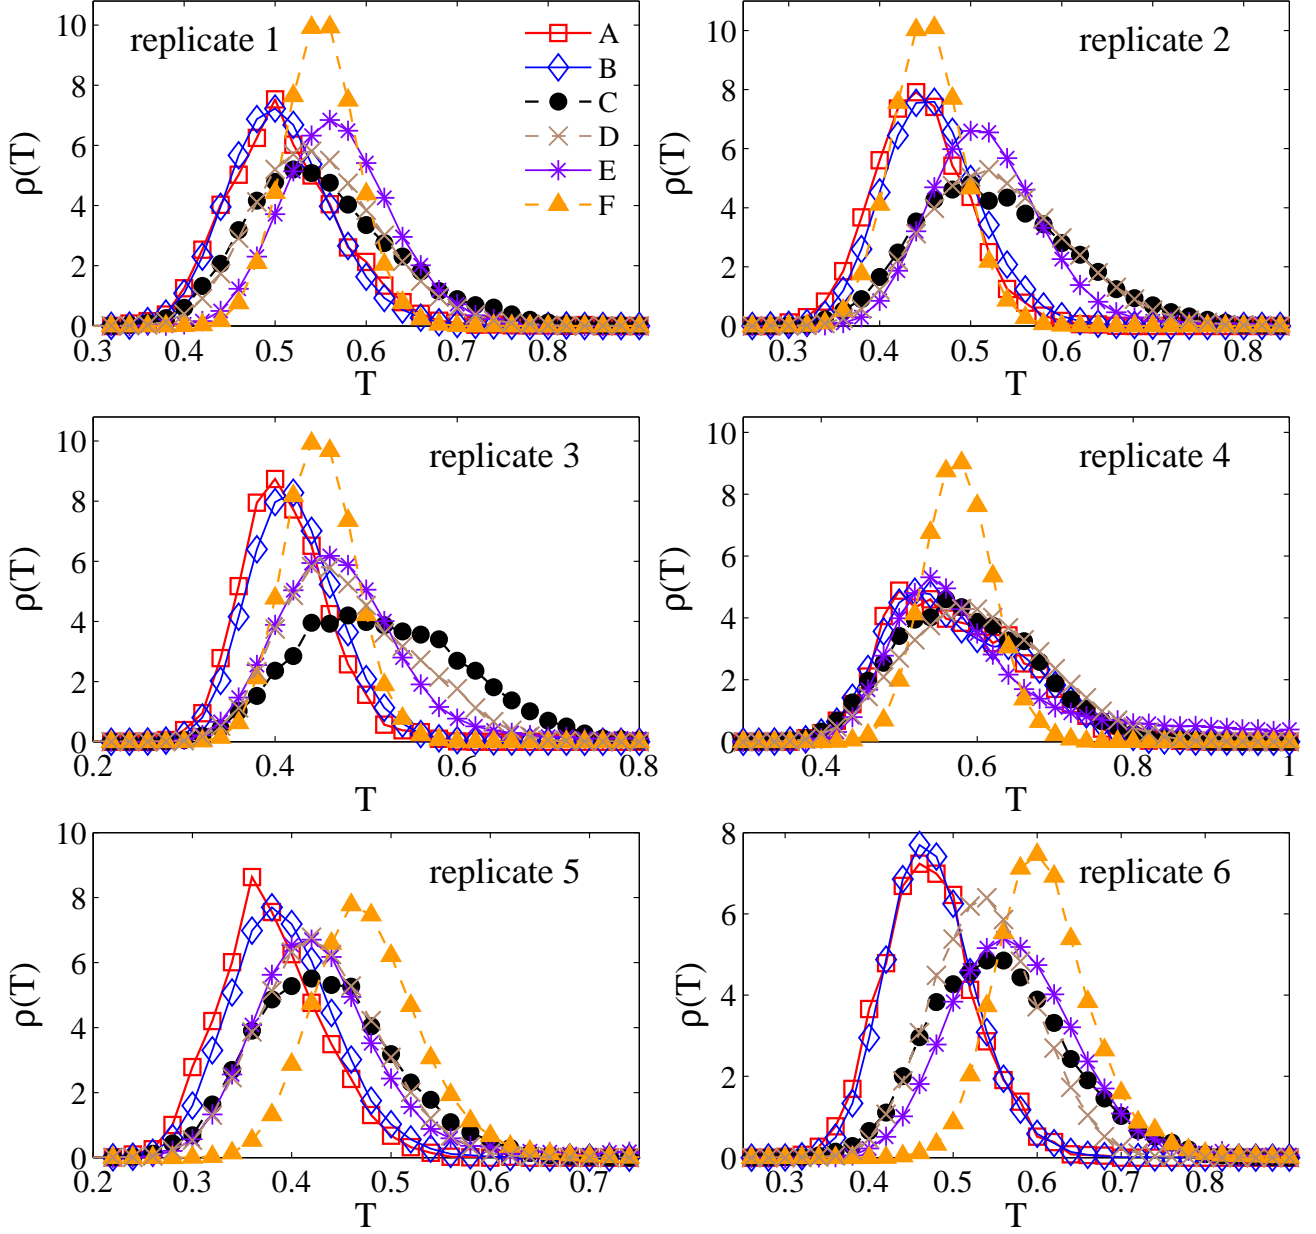 replicate 1
A
B
C
D
E
F
ρ(T)
10
8
6
4
2
0
0.3 0.4 0.5 0.6 0.7 0.8
T
replicate 2
ρ(T)
10
8
6
4
2
0
0.3 0.4 0.5 0.6 0.7 0.8
T
replicate 3
ρ(T)
10
8
6
4
2
0
0.2 0.4 0.6 0.8
T
replicate 4
ρ(T)
10
8
6
4
2
0
0.4 0.6 0.8 1
T
replicate 5
ρ(T)
10
8
6
4
2
0
0.2 0.3 0.4 0.5 0.6 0.7
T
replicate 6
ρ(T)
8
6
4
2
0
0.3 0.4 0.5 0.6 0.7 0.8
T